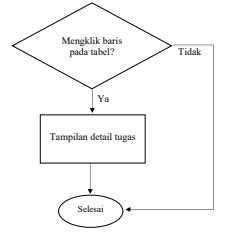 Mengklik baris
pada tabel?
Tidak
Ya
Tampilan detail tugas
Selesai